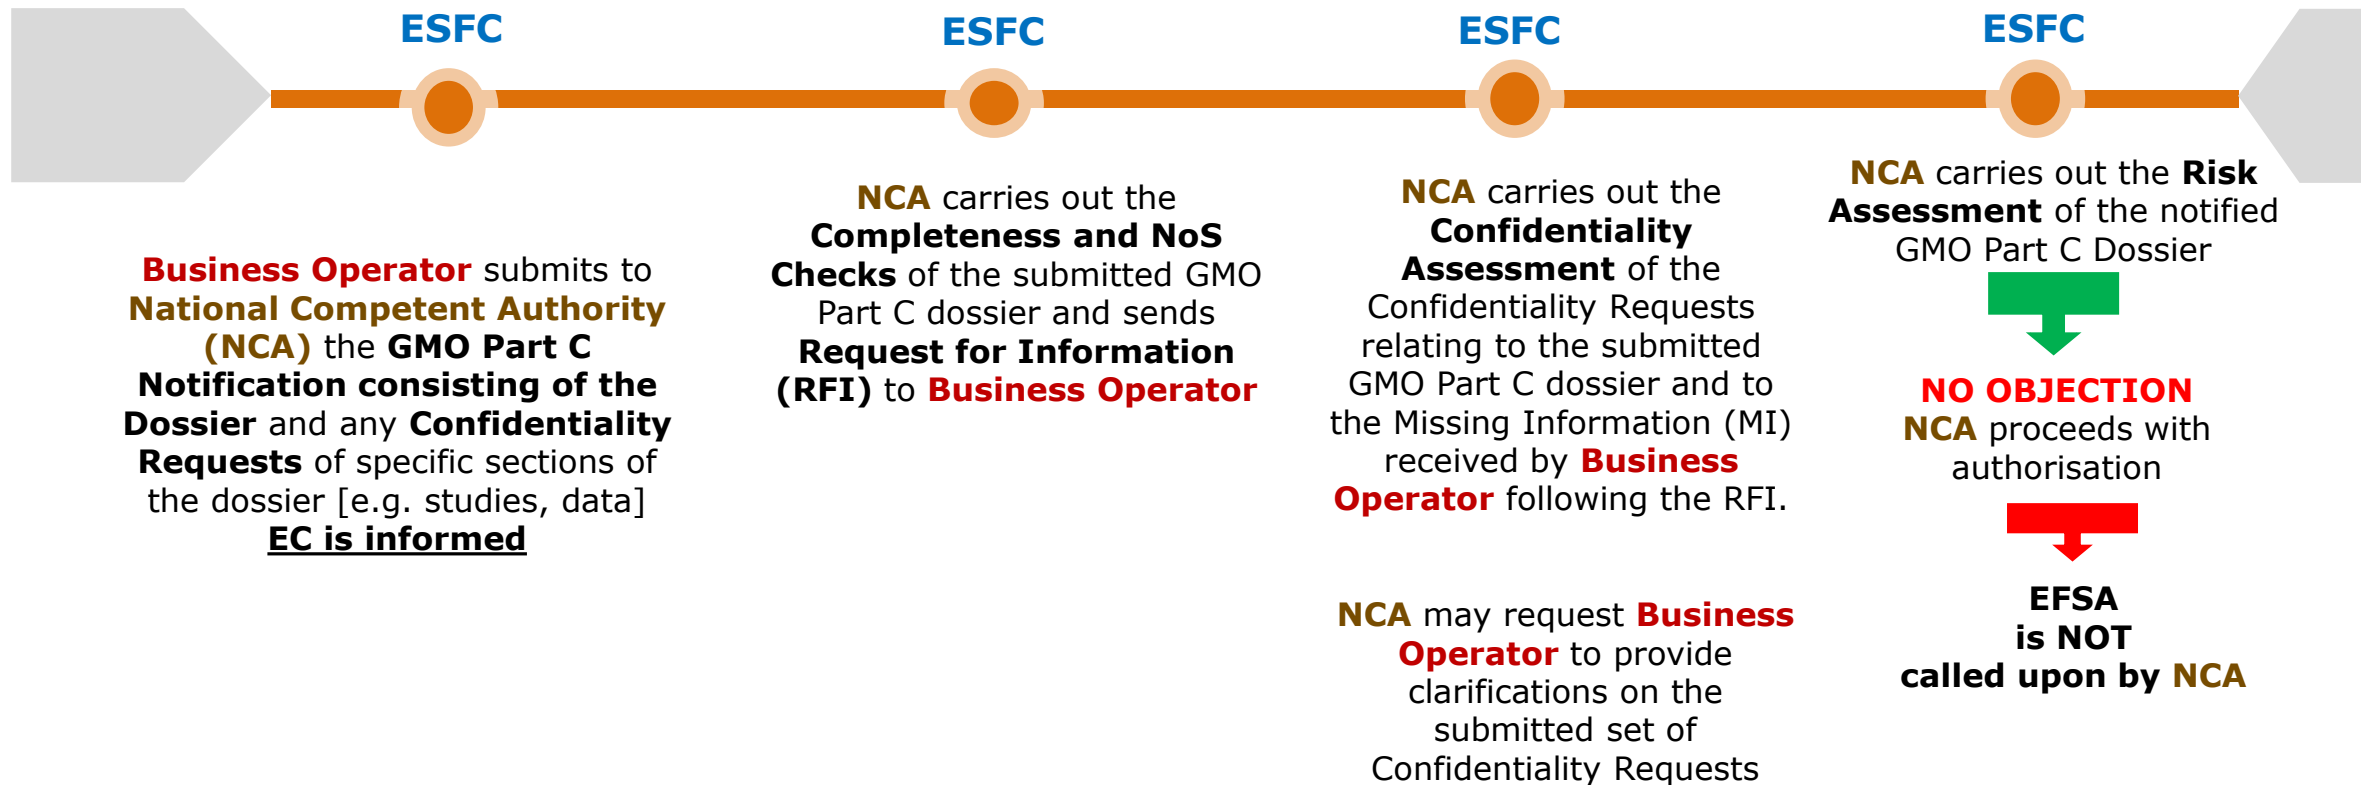 ESFC
ESFC
ESFC
ESFC
Business Operator submits to
National Competent Authority
(NCA) the GMO Part C
Notification consisting of the
Dossier and any Confidentiality
Requests of specific sections of
the dossier [e.g. studies, data]
EC is informed
NCA carries out the
Completeness and NoS
Checks of the submitted GMO
Part C dossier and sends
Request for Information
(RFI) to Business Operator
NCA carries out the
Confidentiality
Assessment of the
Confidentiality Requests
relating to the submitted
GMO Part C dossier and to
the Missing Information (MI)
received by Business
Operator following the RFI.
NCA may request Business
Operator to provide
clarifications on the
submitted set of
Confidentiality Requests
NCA carries out the Risk
Assessment of the notified
GMO Part C Dossier
NO OBJECTION
NCA proceeds with
authorisation
EFSA
is NOT
called upon by NCA